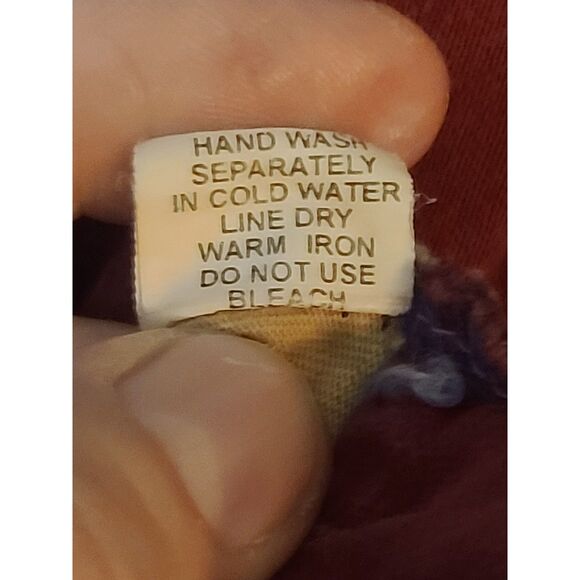 HAND WASH
SEPARATELY
IN COLD WATER
LINE DRY
WARM IRON
DO NOT USE
BLEACH